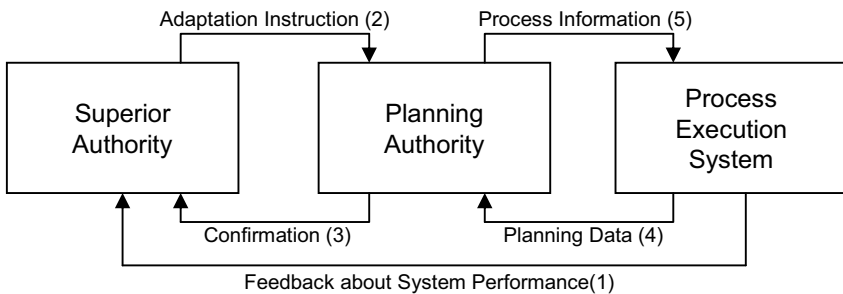 Adaptation Instruction (2)
Process Information (5)
Superior
Authority
Planning
Authority
Process
Execution
System
Confirmation (3)
Planning Data (4)
Feedback about System Performance(1)